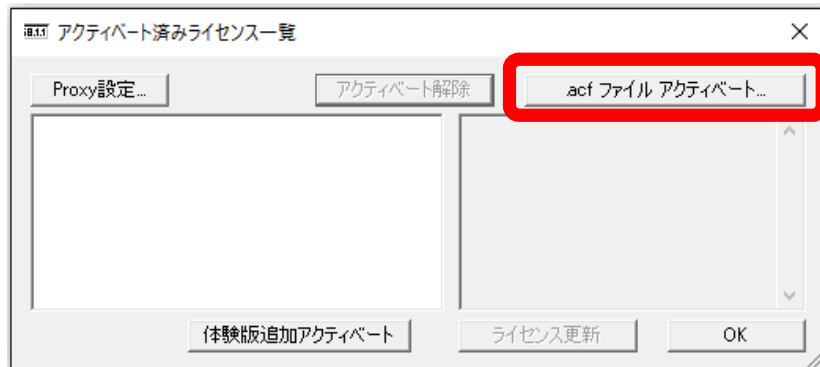 i8.1.1 アクティベート済みライセンス一覧
Proxy設定...
アクティベート解除
.acf ファイル アクティベート...
体験版追加アクティベート
ライセンス更新
OK